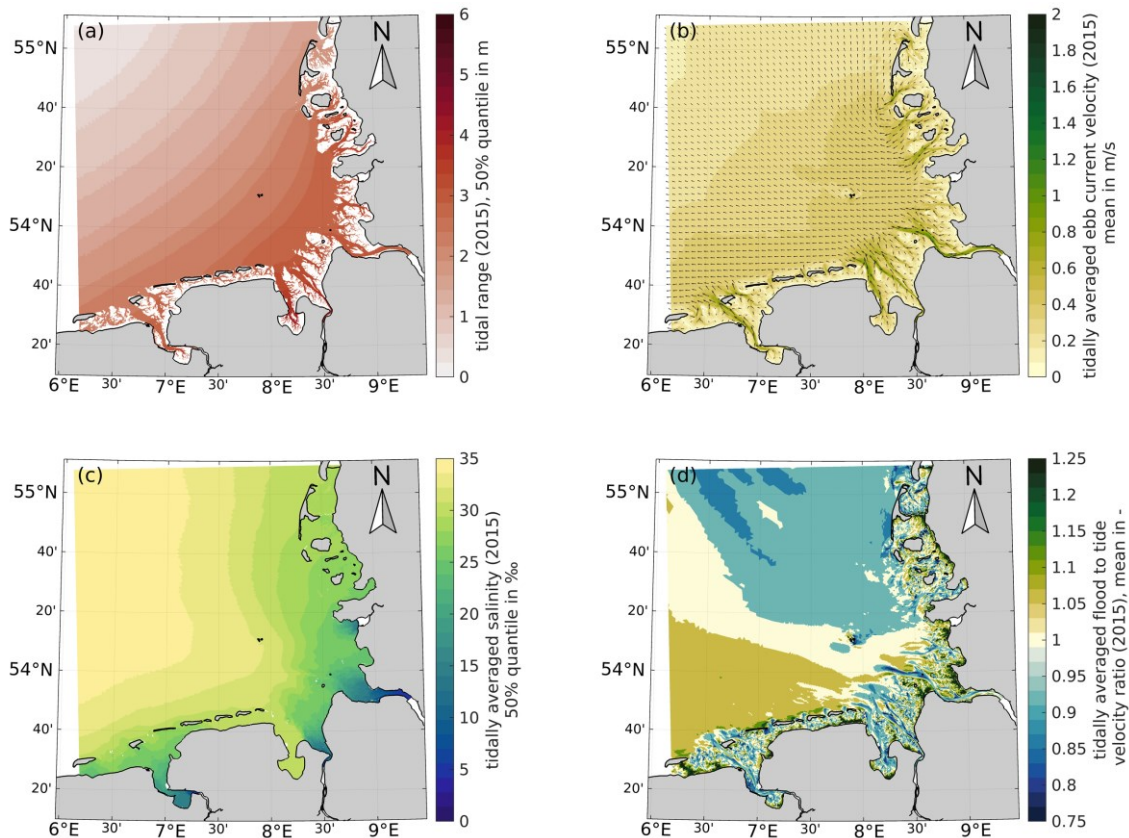 (a)
N
55°N
40'
20'
54°N
40'
20'
6°E 30' 7°E 30' 8°E 30' 9°E
6
5
4
3
2
1
0
tidal range (2015), 50% quantile in m
(b)
N
55°N
40'
20'
54°N
40'
20'
6°E 30' 7°E 30' 8°E 30' 9°E
2
1.8
1.6
1.4
1.2
1
0.8
0.6
0.4
0.2
0
tidally averaged ebb current velocity (2015)
mean in m/s
(c)
N
55°N
40'
20'
54°N
40'
20'
6°E 30' 7°E 30' 8°E 30' 9°E
35
30
25
20
15
10
5
0
tidally averaged salinity (2015)
50% quantile in ‰
(d)
N
55°N
40'
20'
54°N
40'
20'
6°E 30' 7°E 30' 8°E 30' 9°E
1.25
1.2
1.15
1.1
1.05
1
0.95
0.9
0.85
0.8
0.75
tidally averaged flood to tide
velocity ratio (2015), mean in -